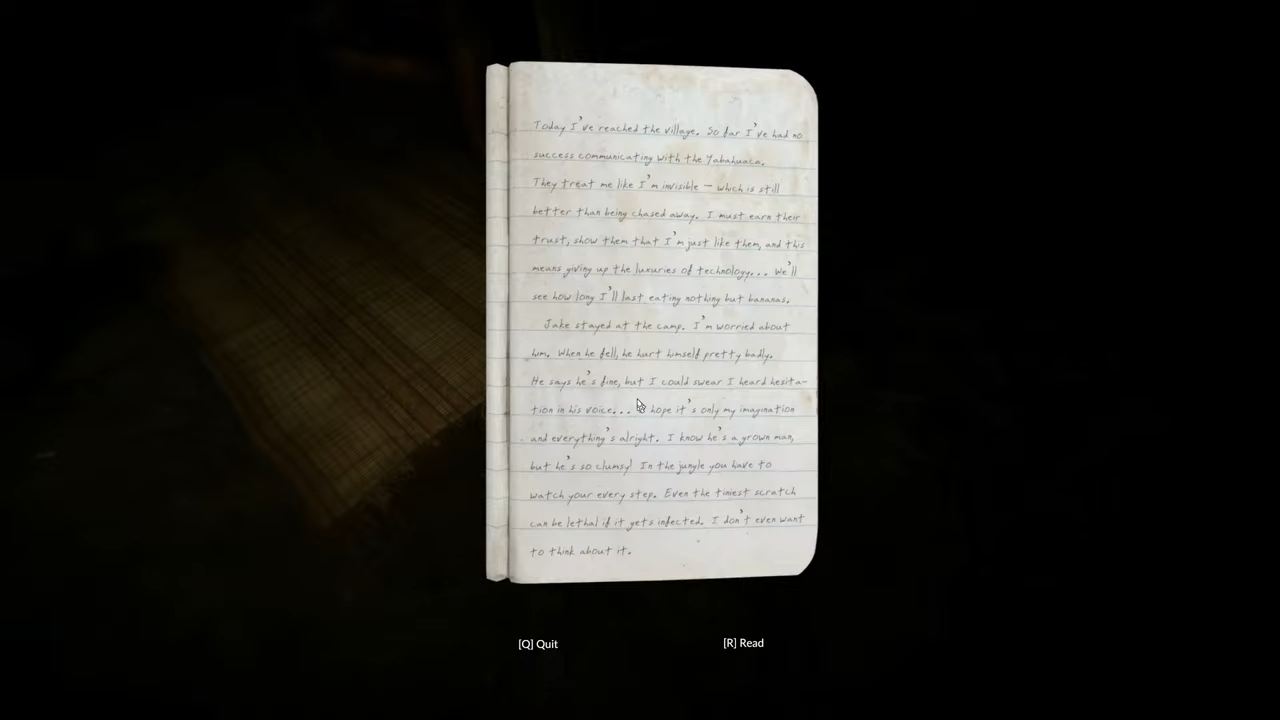 Today I've reached the village. So far I've had no
success communicating with the Yabahuaca.
They treat me like I'm invisible – which is still
better than being chased away. I must earn their
trust, show them that I'm just like them, and this
means giving up the luxuries of technology... We'll
see how long I'll last eating nothing but bananas.
Jake stayed at the camp. I'm worried about
him. When he fell, he hurt himself pretty badly.
He says he's fine, but I could swear I heard hesita-
tion in his voice... I hope it's only my imagination
and everything's alright. I know he's a grown man,
but he's so clumsy! In the jungle you have to
watch your every step. Even the tiniest scratch
can be lethal if it gets infected. I don't even want
to think about it.
[Q] Quit
[R] Read